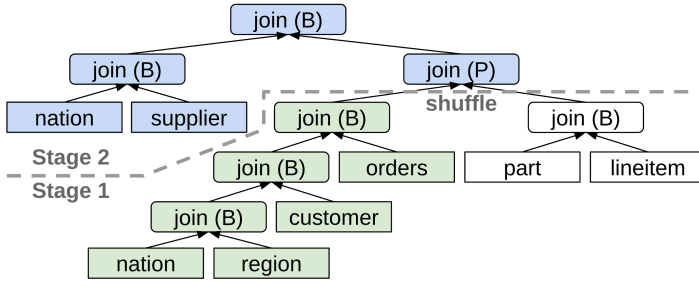 join (B)
join (B)
join (P)
nation
supplier
shuffle
join (B)
join (B)
Stage 2
join (B)
orders
part
lineitem
Stage 1
join (B)
customer
nation
region